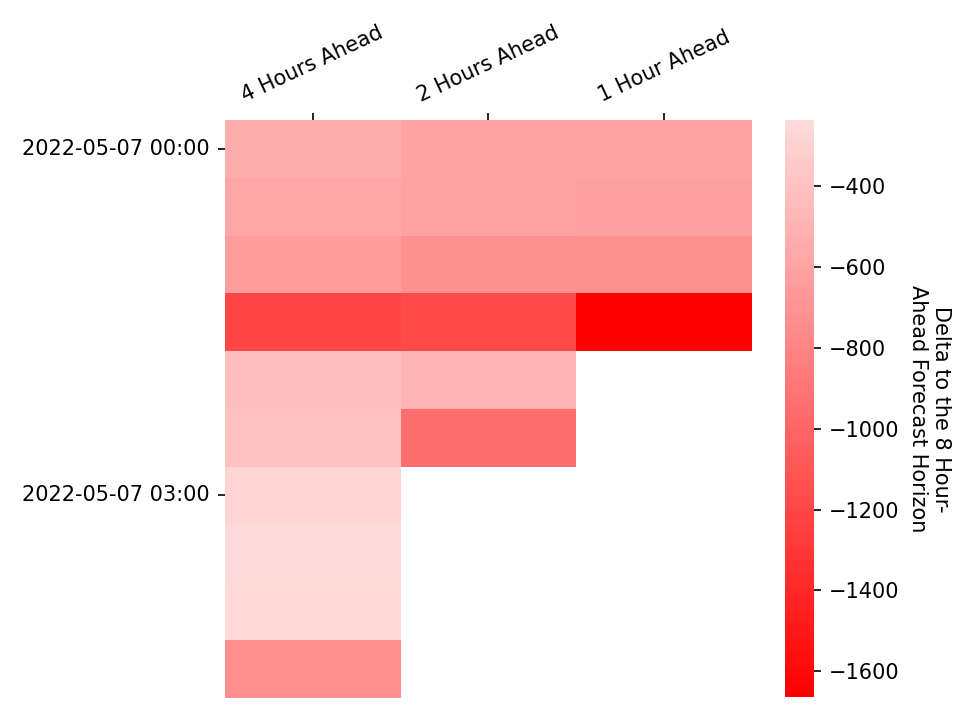 4 Hours Ahead
2 Hours Ahead
1 Hour Ahead
2022-05-07 00:00
2022-05-07 03:00
−400
−600
−800
−1000
−1200
−1400
−1600
Delta to the 8 Hour-
Ahead Forecast Horizon